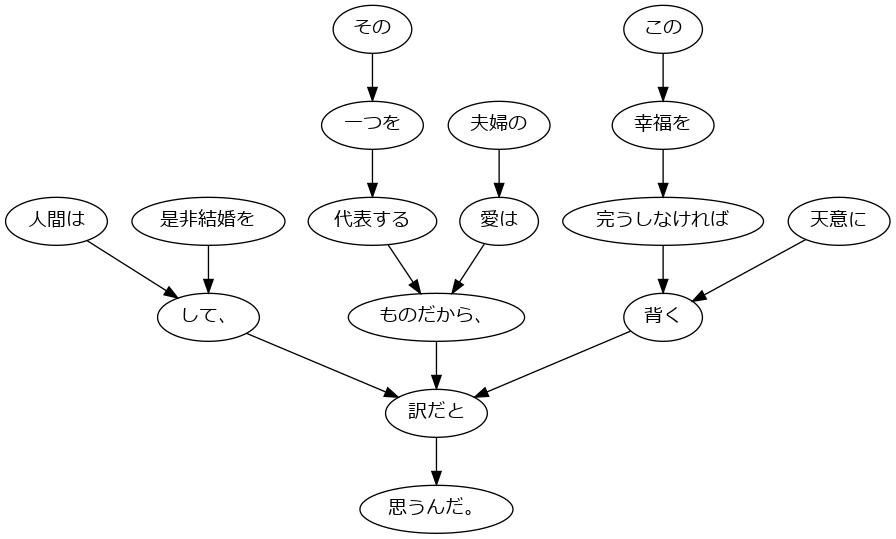 その
この
一つを
夫婦の
幸福を
人間は
是非結婚を
代表する
愛は
完うしなければ
天意に
して、
ものだから、
背く
訳だと
思うんだ。